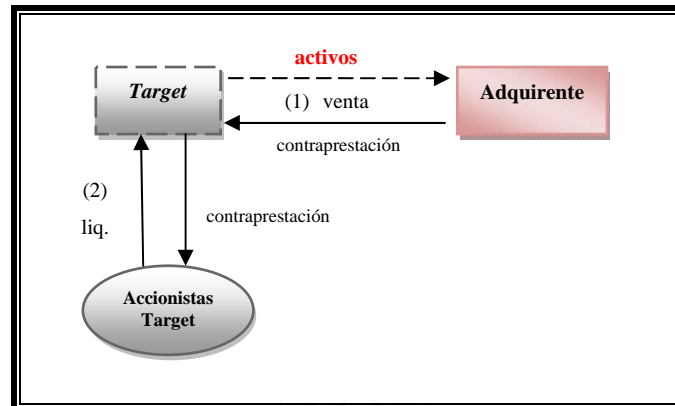 activos
Target
Adquirente
(1) venta
contraprestación
(2)
liq.
contraprestación
Accionistas
Target